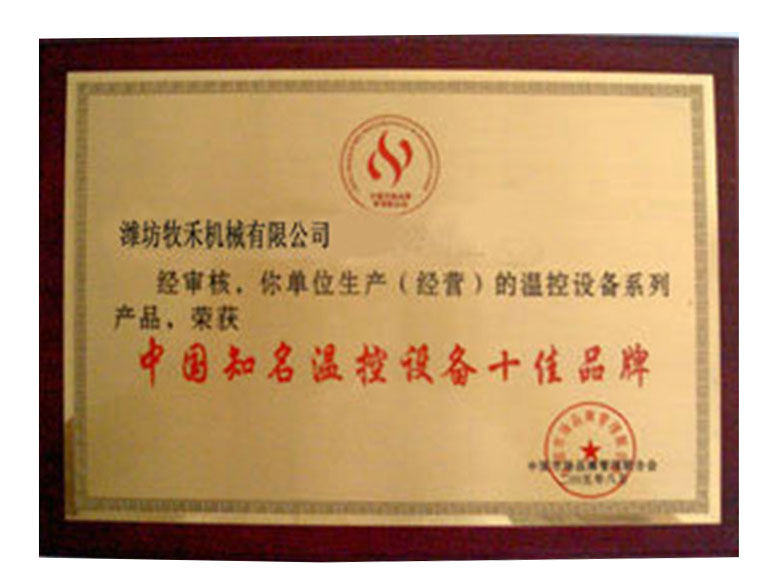 潍坊牧禾机械有限公司
经审核，你单位生产（经营）的温控设备系列
产品，荣获
中国知名温控设备十佳品牌